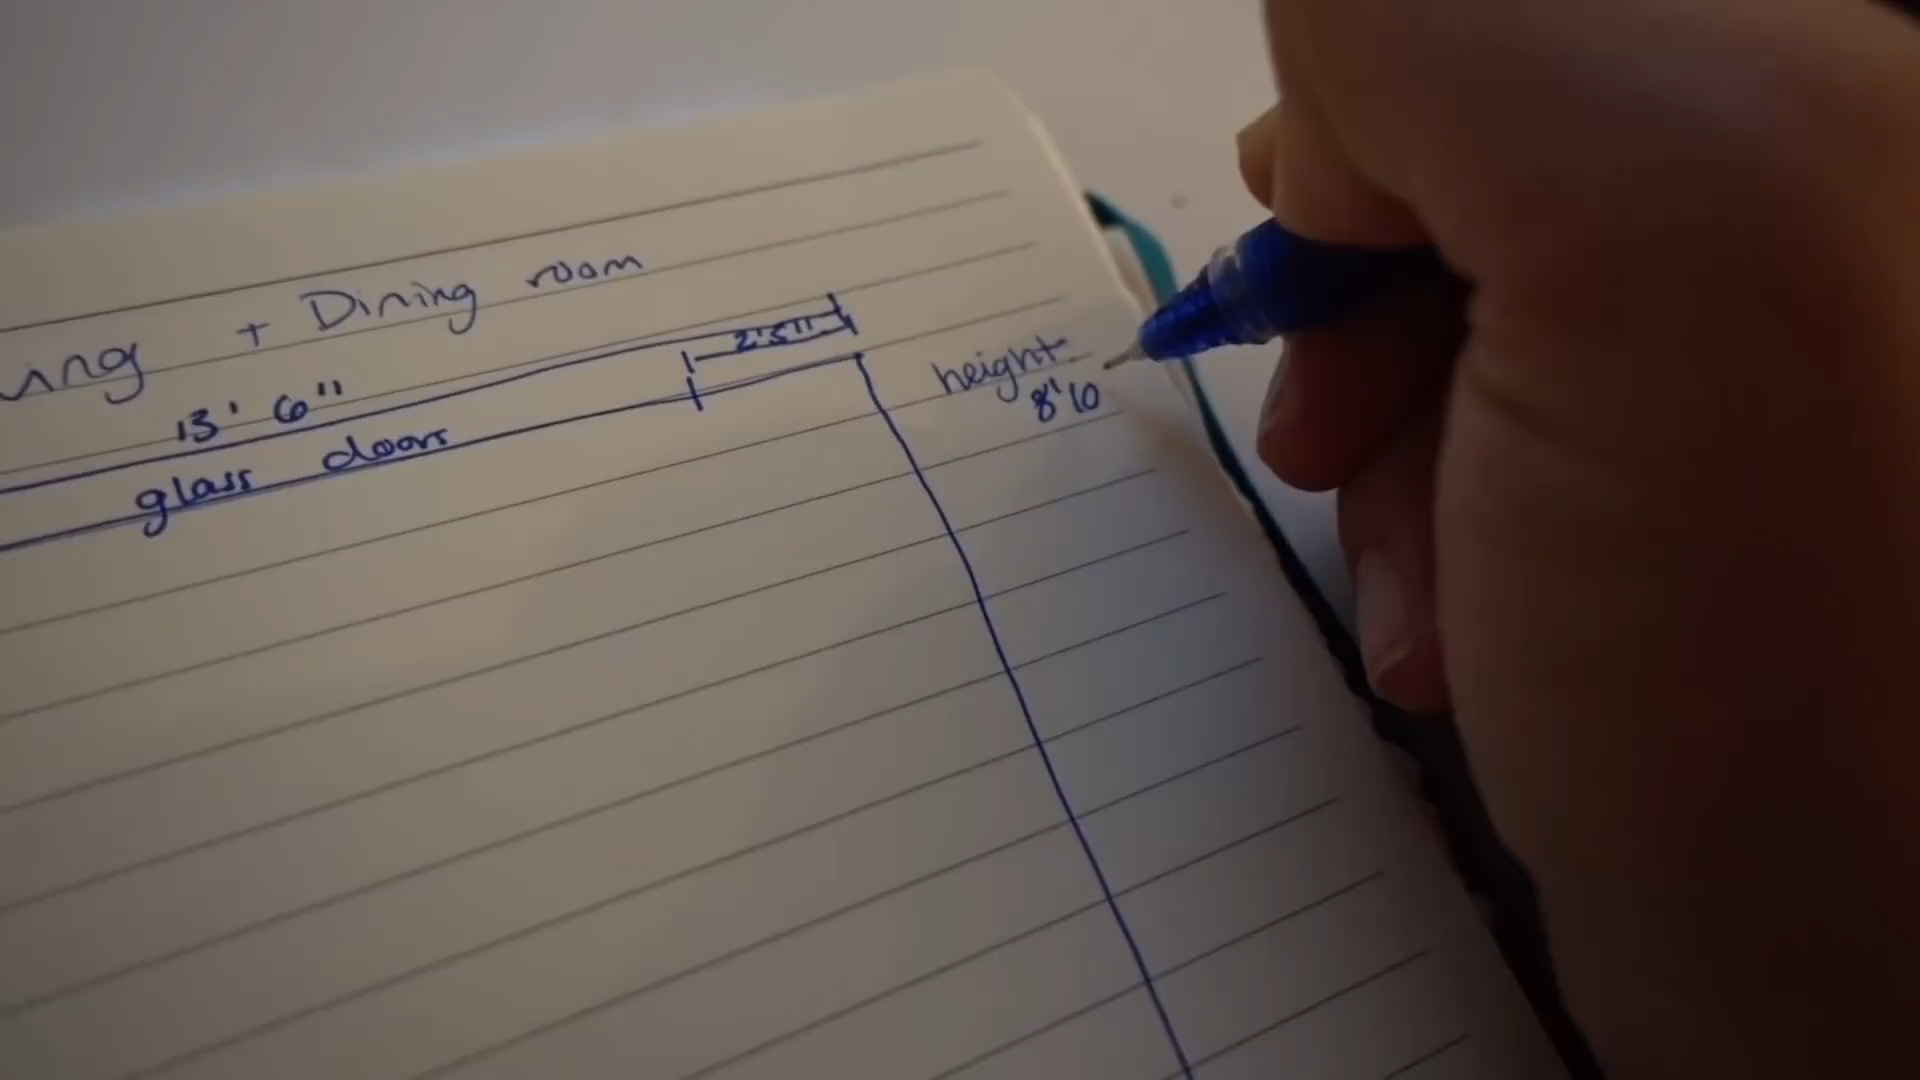 ing + Dining room
2'5"
13' 6"
glass doors
height:
8'10